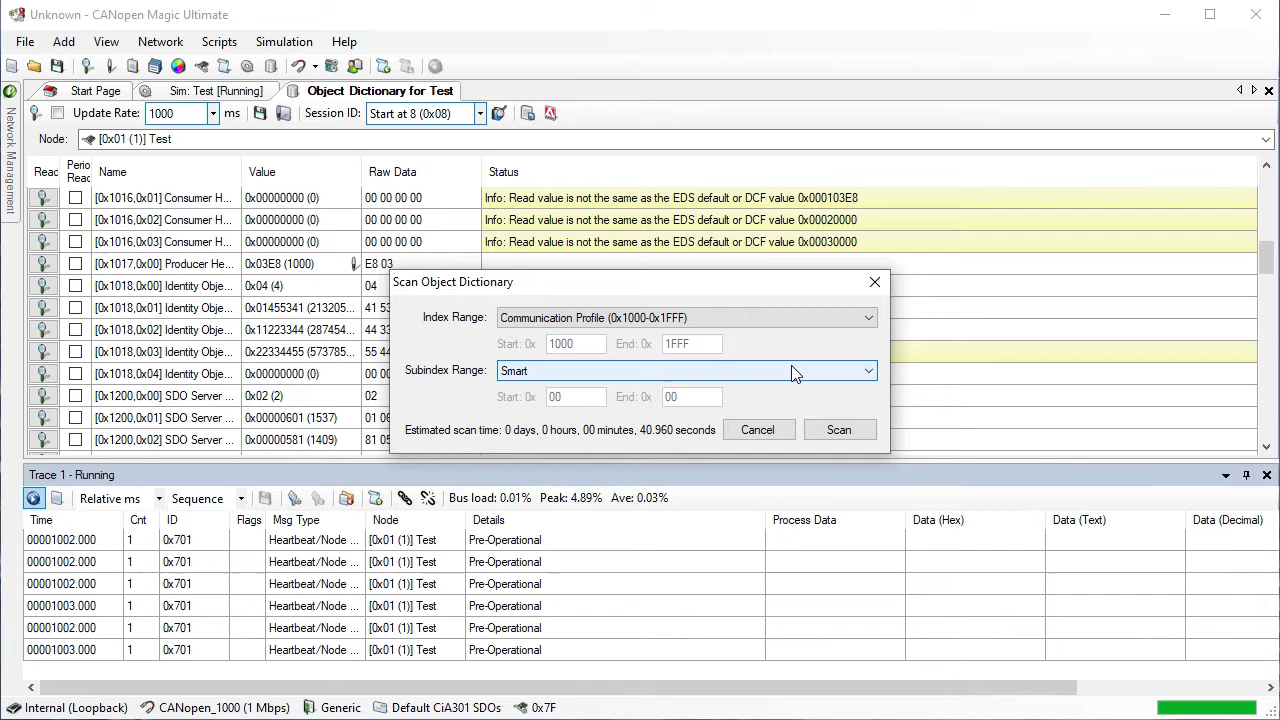 Unknown - CANopen Magic Ultimate
File Add View Network Scripts Simulation Help
Start Page Sim: Test [Running] Object Dictionary for Test
Update Rate: 1000 ms Session ID: Start at 8 (0x08)
Node: [0x01 (1)] Test
Network Management
Read Period Read Name Value Raw Data Status
[0x1016,0x01] Consumer H... 0x00000000 (0) 00 00 00 00 Info: Read value is not the same as the EDS default or DCF value 0x000103E8
[0x1016,0x02] Consumer H... 0x00000000 (0) 00 00 00 00 Info: Read value is not the same as the EDS default or DCF value 0x00020000
[0x1016,0x03] Consumer H... 0x00000000 (0) 00 00 00 00 Info: Read value is not the same as the EDS default or DCF value 0x00030000
[0x1017,0x00] Producer He... 0x03E8 (1000) E8 03
[0x1018,0x00] Identity Obje... 0x04 (4) 04
[0x1018,0x01] Identity Obje... 0x01455341 (213205... 41 53
[0x1018,0x02] Identity Obje... 0x11223344 (287454... 44 33
[0x1018,0x03] Identity Obje... 0x22334455 (573785... 55 44
[0x1018,0x04] Identity Obje... 0x00000000 (0) 00 00
[0x1200,0x00] SDO Server ... 0x02 (2) 02
[0x1200,0x01] SDO Server ... 0x00000601 (1537) 01 06
[0x1200,0x02] SDO Server ... 0x00000581 (1409) 81 05
Scan Object Dictionary
Index Range: Communication Profile (0x1000-0x1FFF)
Start: 0x 1000 End: 0x 1FFF
Subindex Range: Smart
Start: 0x 00 End: 0x 00
Estimated scan time: 0 days, 0 hours, 00 minutes, 40.960 seconds Cancel Scan
Trace 1 - Running
Relative ms Sequence Bus load: 0.01% Peak: 4.89% Ave: 0.03%
Time Cnt ID Flags Msg Type Node Details Process Data Data (Hex) Data (Text) Data (Decimal)
00001002.000 1 0x701 Heartbeat/Node ... [0x01 (1)] Test Pre-Operational
00001002.000 1 0x701 Heartbeat/Node ... [0x01 (1)] Test Pre-Operational
00001002.000 1 0x701 Heartbeat/Node ... [0x01 (1)] Test Pre-Operational
00001003.000 1 0x701 Heartbeat/Node ... [0x01 (1)] Test Pre-Operational
00001002.000 1 0x701 Heartbeat/Node ... [0x01 (1)] Test Pre-Operational
00001003.000 1 0x701 Heartbeat/Node ... [0x01 (1)] Test Pre-Operational
Internal (Loopback) CANopen_1000 (1 Mbps) Generic Default CiA301 SDOs 0x7F